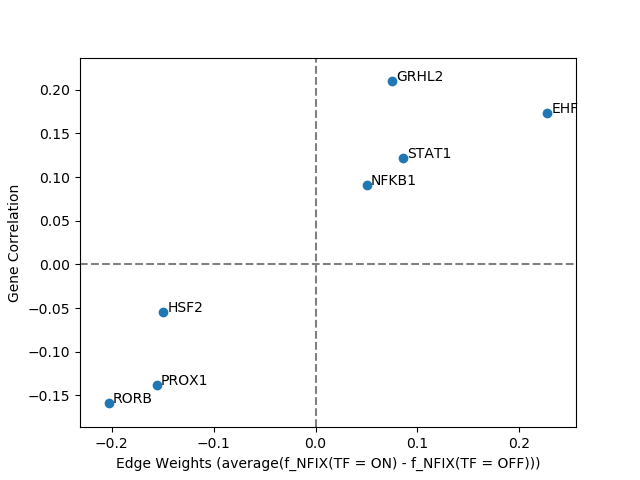 GRHL2
EHF
STAT1
NFKB1
HSF2
PROX1
RORB
0.20
0.15
0.10
0.05
0.00
−0.05
−0.10
−0.15
Gene Correlation
−0.2 −0.1 0.0 0.1 0.2
Edge Weights (average(f_NFIX(TF = ON) - f_NFIX(TF = OFF)))